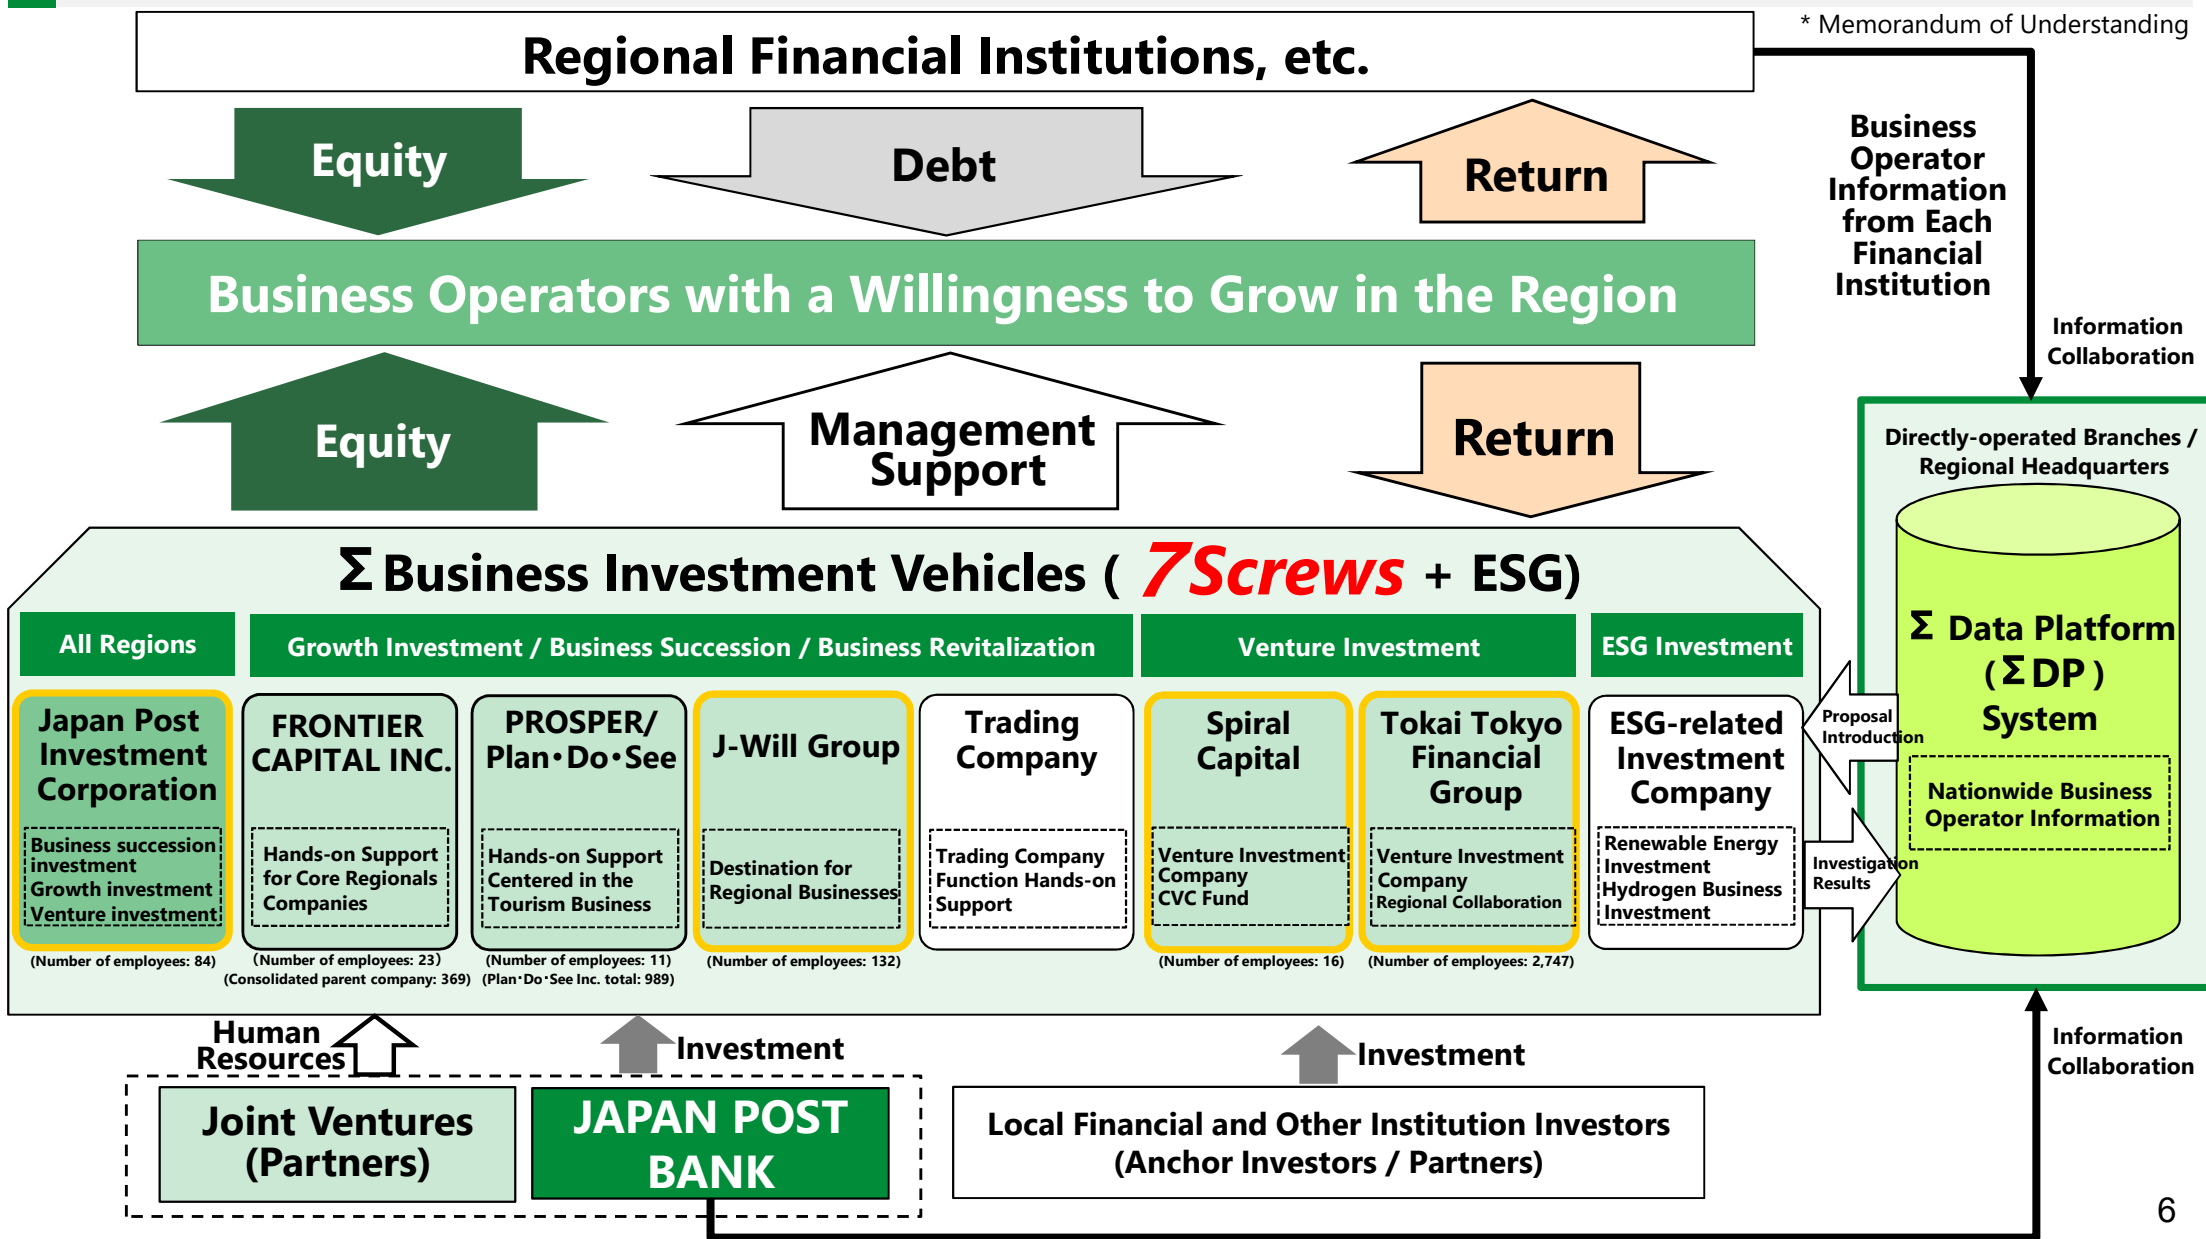 * Memorandum of Understanding
Regional Financial Institutions, etc.
Equity
Debt
Return
Business
Operator
Information
from Each
Financial
Institution
Business Operators with a Willingness to Grow in the Region
Information
Collaboration
Equity
Management
Support
Return
Directly-operated Branches /
Regional Headquarters
Σ Business Investment Vehicles ( 7Screws + ESG)
All Regions
Growth Investment / Business Succession / Business Revitalization
Venture Investment
ESG Investment
Japan Post
Investment
Corporation
Business succession
investment
Growth investment
Venture investment
(Number of employees: 84)
FRONTIER
CAPITAL INC.
Hands-on Support
for Core Regionals
Companies
(Number of employees: 23)
(Consolidated parent company: 369)
PROSPER/
Plan・Do・See
Hands-on Support
Centered in the
Tourism Business
(Number of employees: 11)
(Plan・Do・See Inc. total: 989)
J-Will Group
Destination for
Regional Businesses
(Number of employees: 132)
Trading
Company
Trading Company
Function Hands-on
Support
Spiral
Capital
Venture Investment
Company
CVC Fund
(Number of employees: 16)
Tokai Tokyo
Financial
Group
Venture Investment
Company
Regional Collaboration
(Number of employees: 2,747)
ESG-related
Investment
Company
Renewable Energy
Investment
Hydrogen Business
Investment
Proposal
Introduction
Investigation
Results
Σ Data Platform
(ΣDP)
System
Nationwide Business
Operator Information
Human
Resources
Investment
Investment
Information
Collaboration
Joint Ventures
(Partners)
JAPAN POST
BANK
Local Financial and Other Institution Investors
(Anchor Investors / Partners)
6